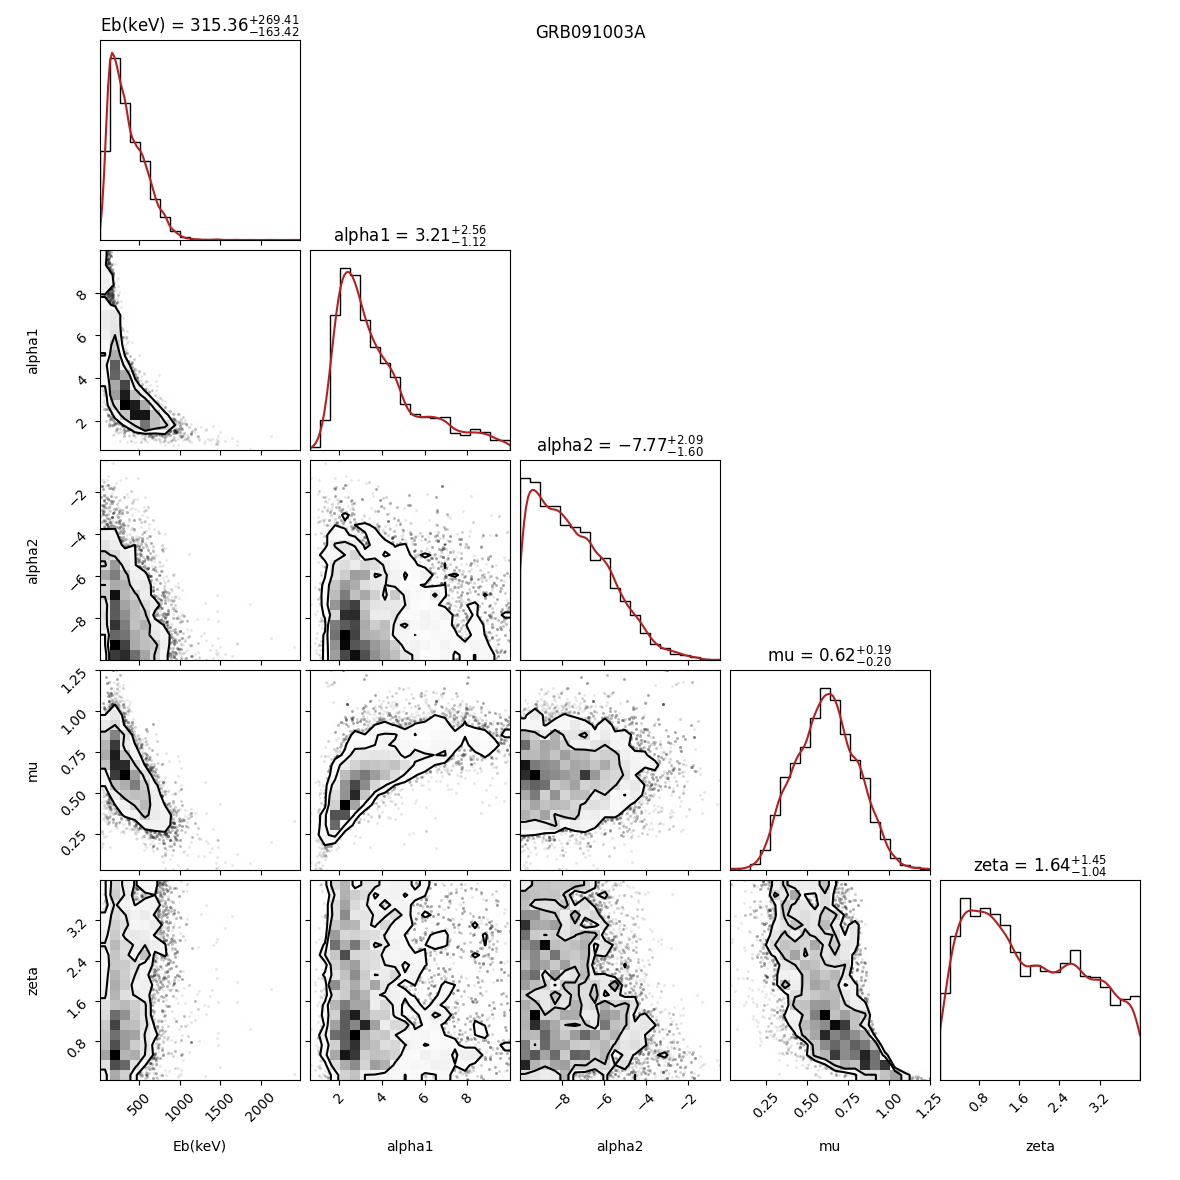 Eb(keV) = 315.36+269.41−163.42
GRB091003A
alpha1 = 3.21+2.56−1.12
alpha1
8
6
4
2
alpha2 = −7.77+2.09−1.60
alpha2
−2
−4
−6
−8
mu = 0.62+0.19−0.20
mu
1.25
1.00
0.75
0.50
0.25
zeta = 1.64+1.45−1.04
zeta
3.2
2.4
1.6
0.8
500 1000 1500 2000 2 4 6 8 −8 −6 −4 −2 0.25 0.50 0.75 1.00 1.25 0.8 1.6 2.4 3.2
Eb(keV) alpha1 alpha2 mu zeta